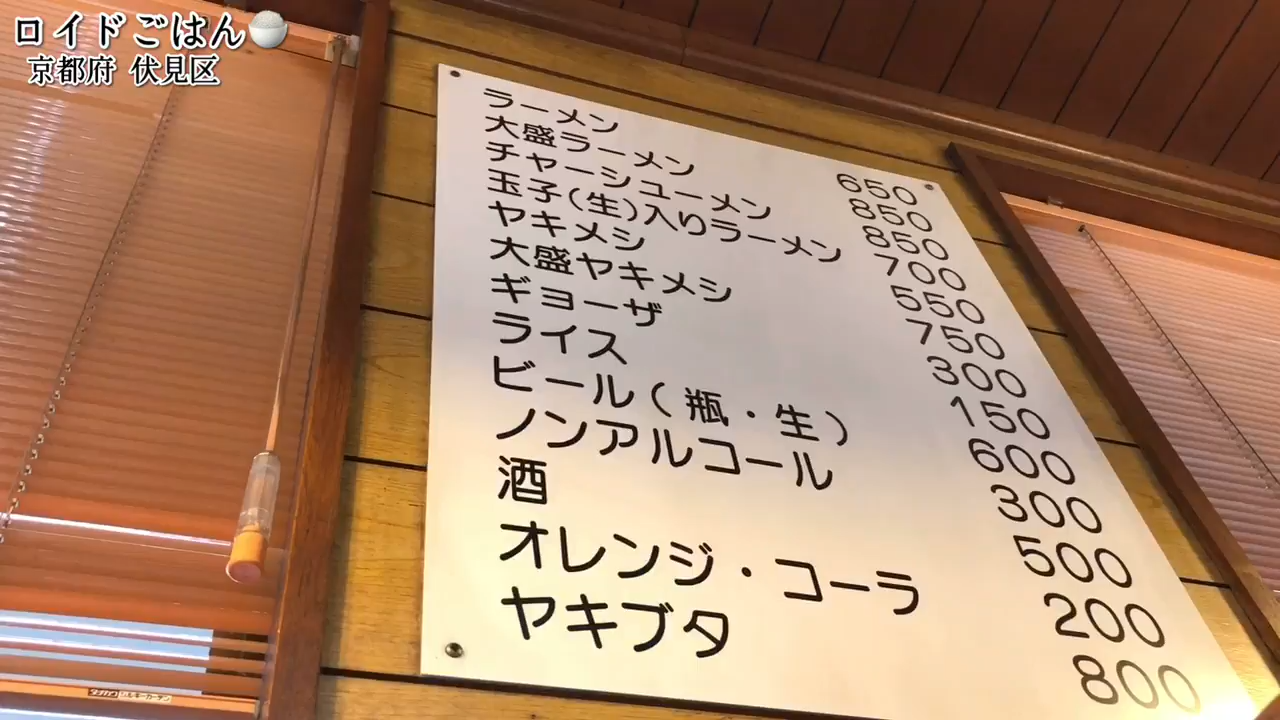 ロイドごはん🍚
京都府 伏見区
ラーメン 650
大盛ラーメン 850
チャーシューメン 850
玉子(生)入りラーメン 700
ヤキメシ 550
大盛ヤキメシ 750
ギョーザ 300
ライス 150
ビール(瓶・生) 600
ノンアルコール 300
酒 500
オレンジ・コーラ 200
ヤキブタ 800